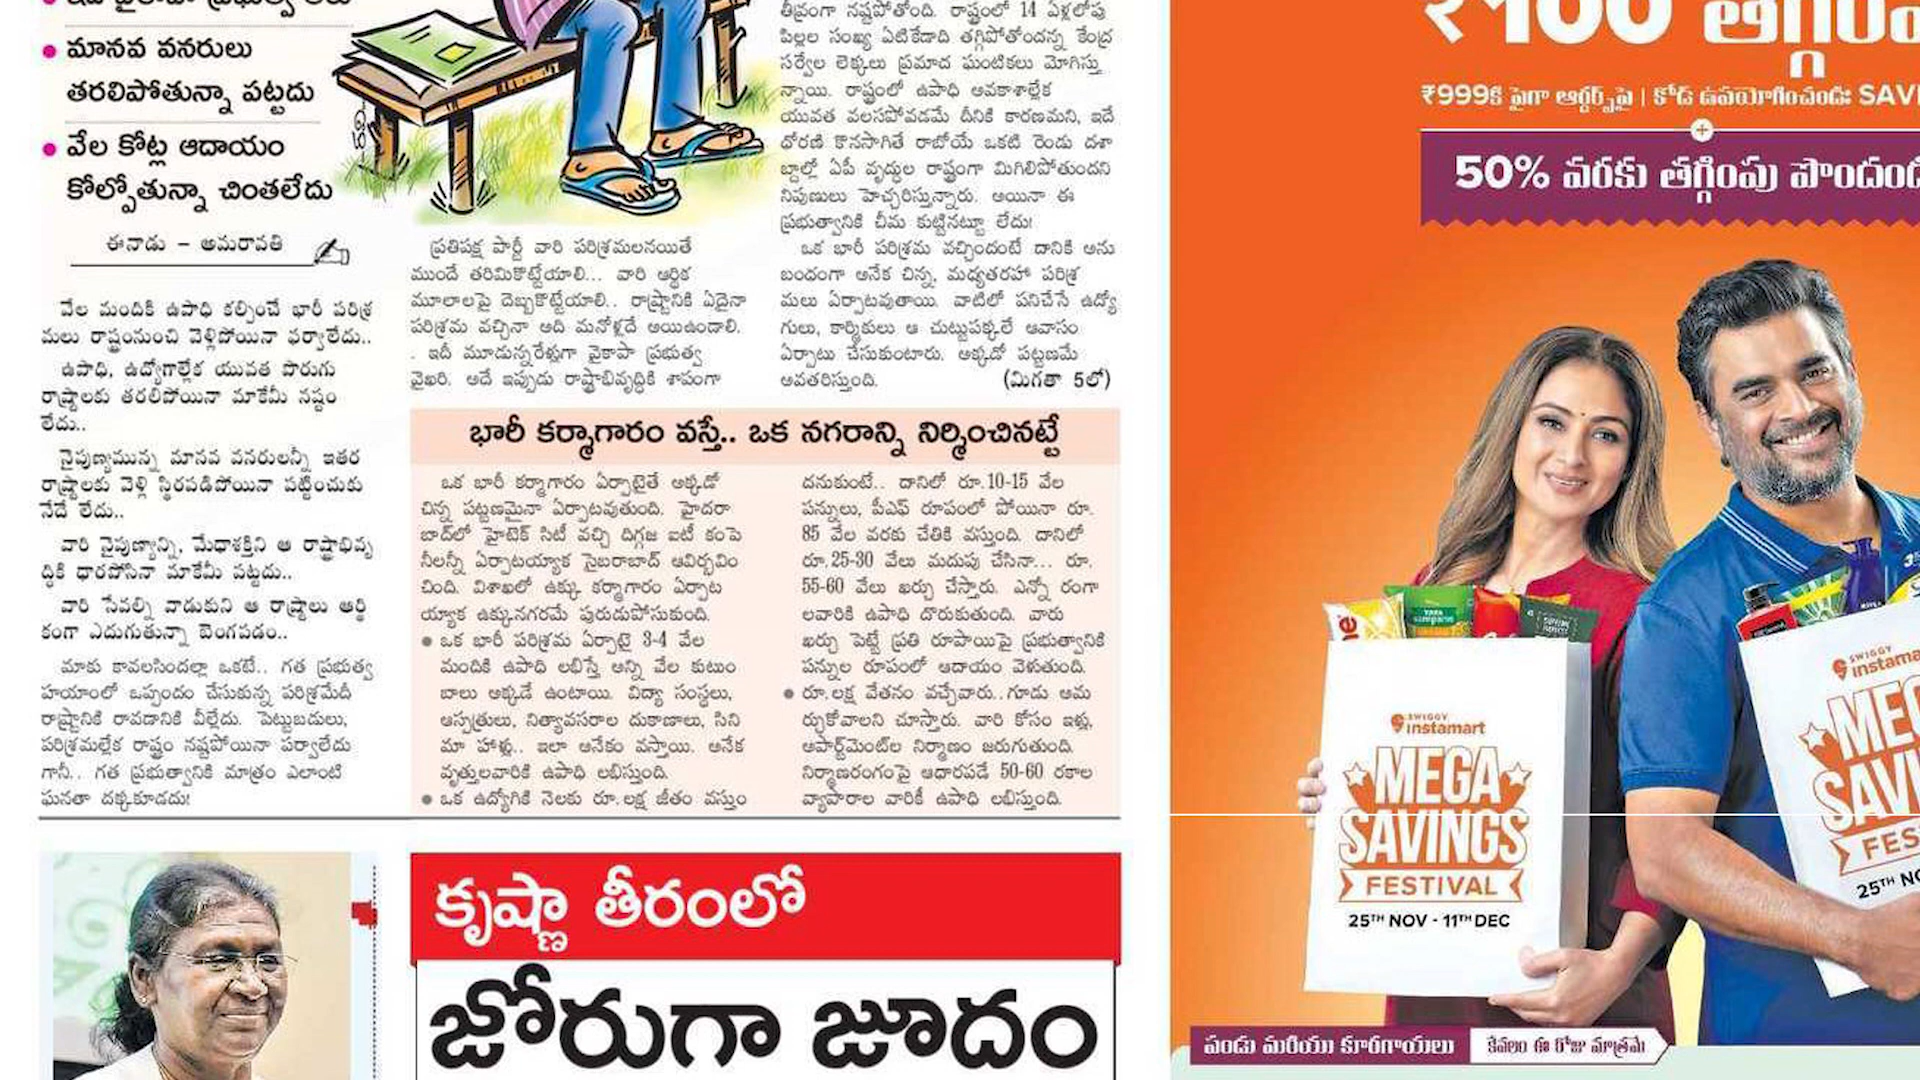 మానవ వనరులు
తరలిపోతున్నా పట్టదు
వేల కోట్ల ఆదాయం
కోల్పోతున్నా చింతలేదు
ఈనాడు - అమరావతి
వేల మందికి ఉపాధి కల్పించే భారీ పరిశ్ర
మలు రాష్ట్రంనుంచి వెళ్లిపోయినా ఫర్వాలేదు..
ఉపాధి, ఉద్యోగాల్లేక యువత పొరుగు
రాష్ట్రాలకు తరలిపోయినా మాకేమీ నష్టం
లేదు..
నైపుణ్యమున్న మానవ వనరులన్నీ ఇతర
రాష్ట్రాలకు వెళ్లి స్థిరపడిపోయినా పట్టించుకు
నేదే లేదు..
వారి నైపుణ్యాన్ని, మేధాశక్తిని ఆ రాష్ట్రాభివృ
ద్ధికి ధారపోసినా మాకేమీ పట్టదు..
వారి సేవల్ని వాడుకుని ఆ రాష్ట్రాలు ఆర్థి
కంగా ఎదుగుతున్నా బెంగపడం..
మాకు కావలసిందల్లా ఒకటే.. గత ప్రభుత్వ
హయాంలో ఒప్పందం చేసుకున్న పరిశ్రమేదీ
రాష్ట్రానికి రావడానికి వీల్లేదు. పెట్టుబదులు,
పరిశ్రమల్లేక రాష్ట్రం నష్టపోయినా పర్వాలేదు
గానీ.. గత ప్రభుత్వానికి మాత్రం ఎలాంటి
ఘనతా దక్కకూడదు!
ప్రతిపక్ష పార్టీ వారి పరిశ్రమలనయితే
ముందే తరిమికొట్టేయాలి... వారి ఆర్థిక
మూలాలపై దెబ్బకొట్టేయాలి.. రాష్ట్రానికి ఏదైనా
పరిశ్రమ వచ్చినా అది మనోళ్లదే అయిఉండాలి.
. ఇదీ మూడున్నరేళ్లుగా వైకాపా ప్రభుత్వ
వైఖరి. అదే ఇప్పుడు రాష్ట్రాభివృద్ధికి శాపంగా
తీవ్రంగా నష్టపోతోంది. రాష్ట్రంలో 14 ఏళ్లలోపు
పిల్లల సంఖ్య ఏటికేడాది తగ్గిపోతోందన్న కేంద్ర
సర్వేల లెక్కలు ప్రమాద ఘంటికలు మోగిస్తు
న్నాయి. రాష్ట్రంలో ఉపాధి అవకాశాల్లేక
యువత వలసపోవడమే దీనికి కారణమని, ఇదే
ధోరణి కొనసాగితే రాబోయే ఒకటి రెండు దశా
బ్దాల్లో ఏపీ వృద్ధుల రాష్ట్రంగా మిగిలిపోతుందని
నిపుణులు హెచ్చరిస్తున్నారు. అయినా ఈ
ప్రభుత్వానికి చీమ కుట్టినట్టూ లేదు!
ఒక భారీ పరిశ్రమ వచ్చిందంటే దానికి అను
బంధంగా అనేక చిన్న, మధ్యతరహా పరిశ్ర
మలు ఏర్పాటవుతాయి. వాటిలో పనిచేసే ఉద్యో
గులు, కార్మికులు ఆ చుట్టుపక్కలే ఆవాసం
ఏర్పాటు చేసుకుంటారు. అక్కడో పట్టణమే
అవతరిస్తుంది. (మిగతా 5లో)
భారీ కర్మాగారం వస్తే.. ఒక నగరాన్ని నిర్మించినట్టే
ఒక భారీ కర్మాగారం ఏర్పాటైతే అక్కడో
చిన్న పట్టణమైనా ఏర్పాటవుతుంది. హైదరా
బాద్‌లో హైటెక్ సిటీ వచ్చి దిగ్గజ ఐటీ కంపె
నీలన్నీ ఏర్పాటయ్యాక సైబరాబాద్ ఆవిర్భవిం
చింది. విశాఖలో ఉక్కు కర్మాగారం ఏర్పాట
య్యాక ఉక్కునగరమే పురుడుపోసుకుంది.
ఒక భారీ పరిశ్రమ ఏర్పాటై 3-4 వేల
మందికి ఉపాధి లభిస్తే, అన్ని వేల కుటుం
బాలు అక్కడే ఉంటాయి. విద్యా సంస్థలు,
ఆస్పత్రులు, నిత్యావసరాల దుకాణాలు, సిని
మా హాళ్లు.. ఇలా అనేకం వస్తాయి. అనేక
వృత్తులవారికి ఉపాధి లభిస్తుంది.
ఒక ఉద్యోగికి నెలకు రూ.లక్ష జీతం వస్తుం
దనుకుంటే.. దానిలో రూ.10-15 వేల
పన్నులు, పీఎఫ్ రూపంలో పోయినా రూ.
85 వేల వరకు చేతికి వస్తుంది. దానిలో
రూ.25-30 వేలు మదుపు చేసినా... రూ.
55-60 వేలు ఖర్చు చేస్తారు. ఎన్నో రంగా
లవారికి ఉపాధి దొరుకుతుంది. వారు
ఖర్చు పెట్టే ప్రతి రూపాయిపై ప్రభుత్వానికి
పన్నుల రూపంలో ఆదాయం వెళుతుంది.
రూ.లక్ష వేతనం వచ్చేవారు..గూడు అమ
ర్చుకోవాలని చూస్తారు. వారి కోసం ఇళ్లు,
అపార్ట్‌మెంట్‌ల నిర్మాణం జరుగుతుంది.
నిర్మాణరంగంపై ఆధారపడే 50-60 రకాల
వ్యాపారాల వారికీ ఉపాధి లభిస్తుంది.
కృష్ణా తీరంలో
జోరుగా జూదం
₹100
₹999కి పైగా ఆర్డర్స్‌పై | కోడ్ ఉపయోగించండి: SAV
50% వరకు తగ్గింపు
SWIGGY
instamart
MEGA
SAVINGS
FESTIVAL
25TH NOV - 11TH DEC
SWIGGY
పండు మరియు కూరగాయలు
కేవలం ఈ రోజు మాత్రమే